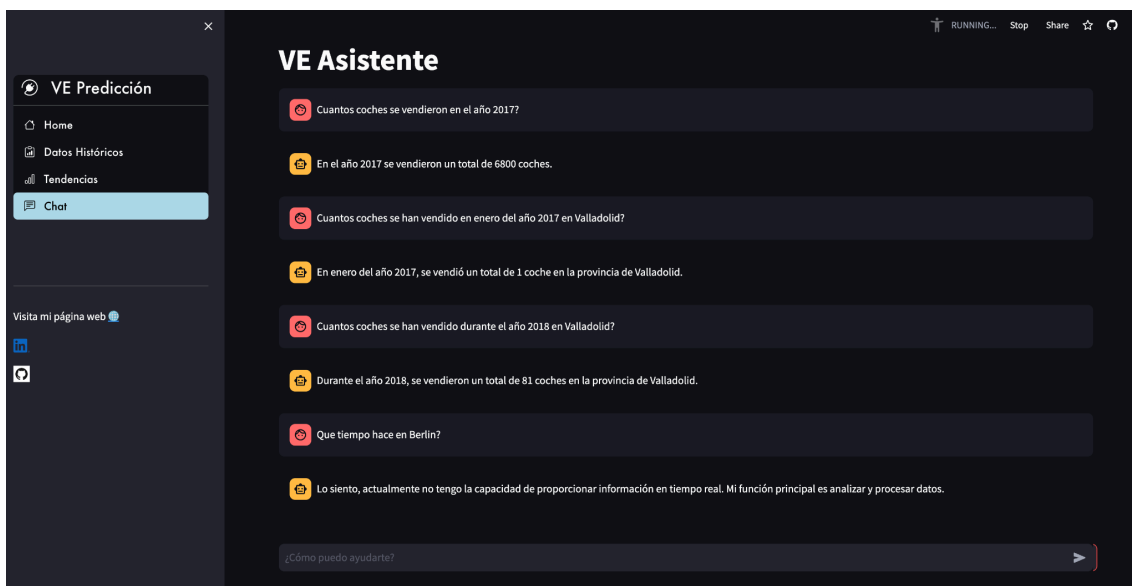 RUNNING...
Stop
Share
VE Predicción
Home
Datos Históricos
Tendencias
Chat
Visita mi página web
in
VE Asistente
Cuantos coches se vendieron en el año 2017?
En el año 2017 se vendieron un total de 6800 coches.
Cuantos coches se han vendido en enero del año 2017 en Valladolid?
En enero del año 2017, se vendió un total de 1 coche en la provincia de Valladolid.
Cuantos coches se han vendido durante el año 2018 en Valladolid?
Durante el año 2018, se vendieron un total de 81 coches en la provincia de Valladolid.
Que tiempo hace en Berlin?
Lo siento, actualmente no tengo la capacidad de proporcionar información en tiempo real. Mi función principal es analizar y procesar datos.
¿Cómo puedo ayudarte?